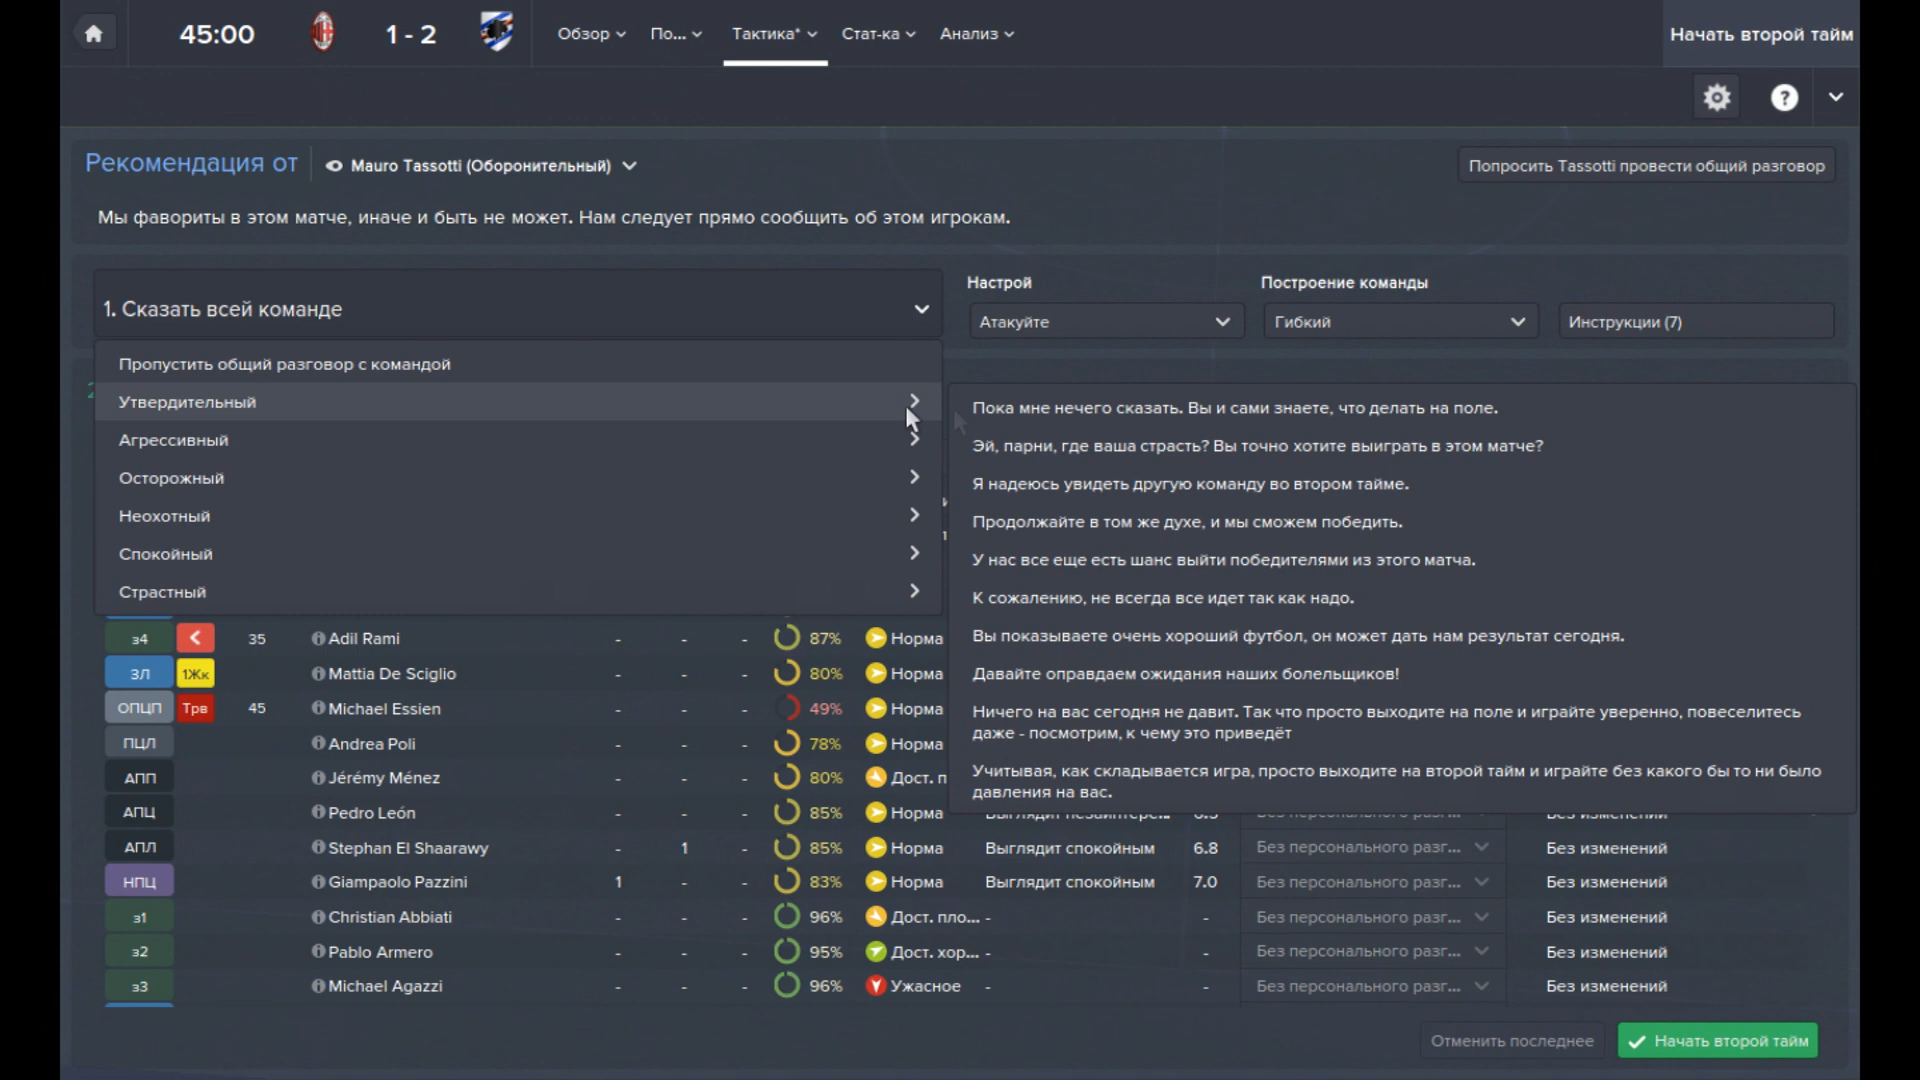 45:00 1 - 2 Обзор По... Тактика* Стат-ка Анализ Начать второй тайм
?
Рекомендация от Mauro Tassotti (Оборонительный) Попросить Tassotti провести общий разговор
Мы фавориты в этом матче, иначе и быть не может. Нам следует прямо сообщить об этом игрокам.
Настрой Построение команды
1. Сказать всей команде Атакуйте Гибкий Инструкции (7)
Пропустить общий разговор с командой
Утвердительный
Агрессивный
Осторожный
Неохотный
Спокойный
Страстный
Пока мне нечего сказать. Вы и сами знаете, что делать на поле.
Эй, парни, где ваша страсть? Вы точно хотите выиграть в этом матче?
Я надеюсь увидеть другую команду во втором тайме.
Продолжайте в том же духе, и мы сможем победить.
У нас все еще есть шанс выйти победителями из этого матча.
К сожалению, не всегда все идет так как надо.
Вы показываете очень хороший футбол, он может дать нам результат сегодня.
Давайте оправдаем ожидания наших болельщиков!
Ничего на вас сегодня не давит. Так что просто выходите на поле и играйте уверенно, повеселитесь
даже - посмотрим, к чему это приведёт
Учитывая, как складывается игра, просто выходите на второй тайм и играйте без какого бы то ни было
давления на вас.
з4 35 Adil Rami - - - 87% Норма
ЗЛ 1Жк Mattia De Sciglio - - - 80% Норма
ОПЦП Трв 45 Michael Essien - - - 49% Норма
ПЦЛ Andrea Poli - - - 78% Норма
АПП Jérémy Ménez - - - 80% Дост. п
АПЦ Pedro León - - - 85% Норма
АПЛ Stephan El Shaarawy - 1 - 85% Норма Выглядит спокойным 6.8 Без персонального разг... Без изменений
НПЦ Giampaolo Pazzini 1 - - 83% Норма Выглядит спокойным 7.0 Без персонального разг... Без изменений
з1 Christian Abbiati - - - 96% Дост. пло... - - Без персонального разг... Без изменений
з2 Pablo Armero - - - 95% Дост. хор... - - Без персонального разг... Без изменений
з3 Michael Agazzi - - - 96% Ужасное - - Без персонального разг... Без изменений
Отменить последнее Начать второй тайм